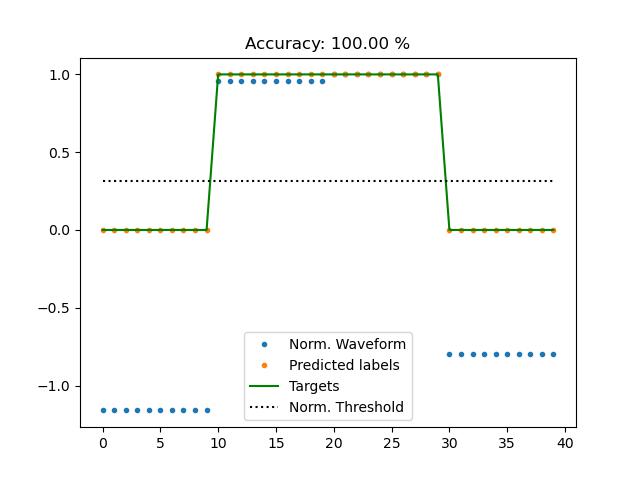 Accuracy: 100.00 %
1.0
0.5
0.0
−0.5
−1.0
Norm. Waveform
Predicted labels
Targets
Norm. Threshold
0 5 10 15 20 25 30 35 40